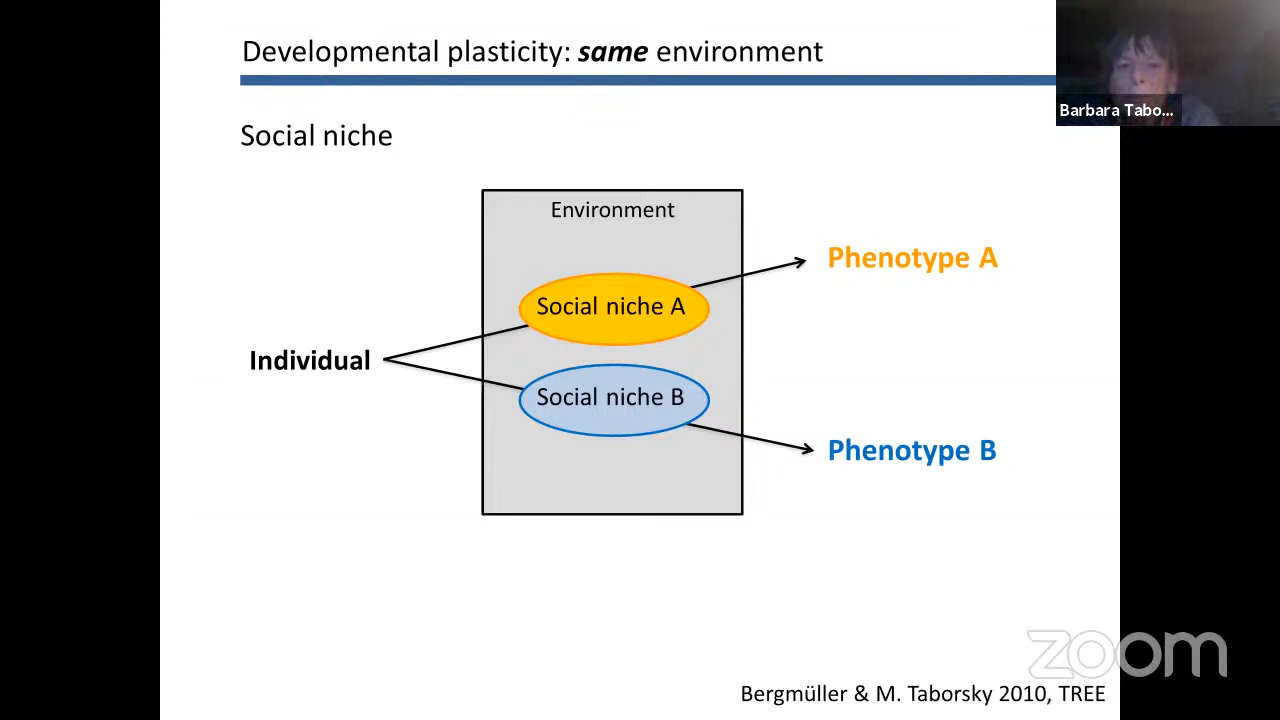 Developmental plasticity: same environment
Barbara Tabo...
Social niche
Environment
Phenotype A
Social niche A
Individual
Social niche B
Phenotype B
zoom
Bergmüller & M. Taborsky 2010, TREE